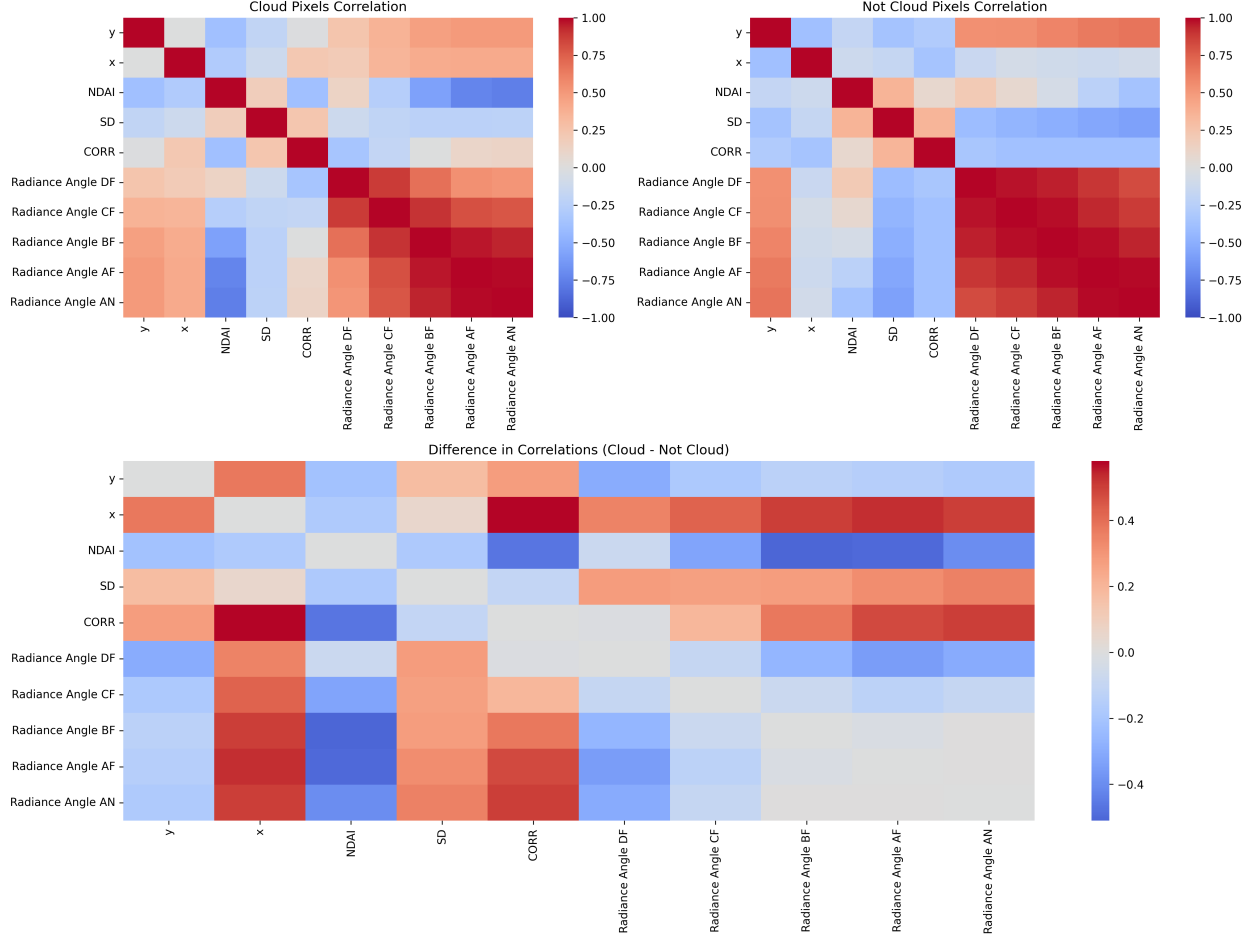 Cloud Pixels Correlation
y
x
NDAI
SD
CORR
Radiance Angle DF
Radiance Angle CF
Radiance Angle BF
Radiance Angle AF
Radiance Angle AN
y
x
NDAI
SD
CORR
Radiance Angle DF
Radiance Angle CF
Radiance Angle BF
Radiance Angle AF
Radiance Angle AN
1.00
0.75
0.50
0.25
0.00
−0.25
−0.50
−0.75
−1.00
Not Cloud Pixels Correlation
y
x
NDAI
SD
CORR
Radiance Angle DF
Radiance Angle CF
Radiance Angle BF
Radiance Angle AF
Radiance Angle AN
y
x
NDAI
SD
CORR
Radiance Angle DF
Radiance Angle CF
Radiance Angle BF
Radiance Angle AF
Radiance Angle AN
1.00
0.75
0.50
0.25
0.00
−0.25
−0.50
−0.75
−1.00
Difference in Correlations (Cloud - Not Cloud)
y
x
NDAI
SD
CORR
Radiance Angle DF
Radiance Angle CF
Radiance Angle BF
Radiance Angle AF
Radiance Angle AN
y
x
NDAI
SD
CORR
Radiance Angle DF
Radiance Angle CF
Radiance Angle BF
Radiance Angle AF
Radiance Angle AN
0.4
0.2
0.0
−0.2
−0.4